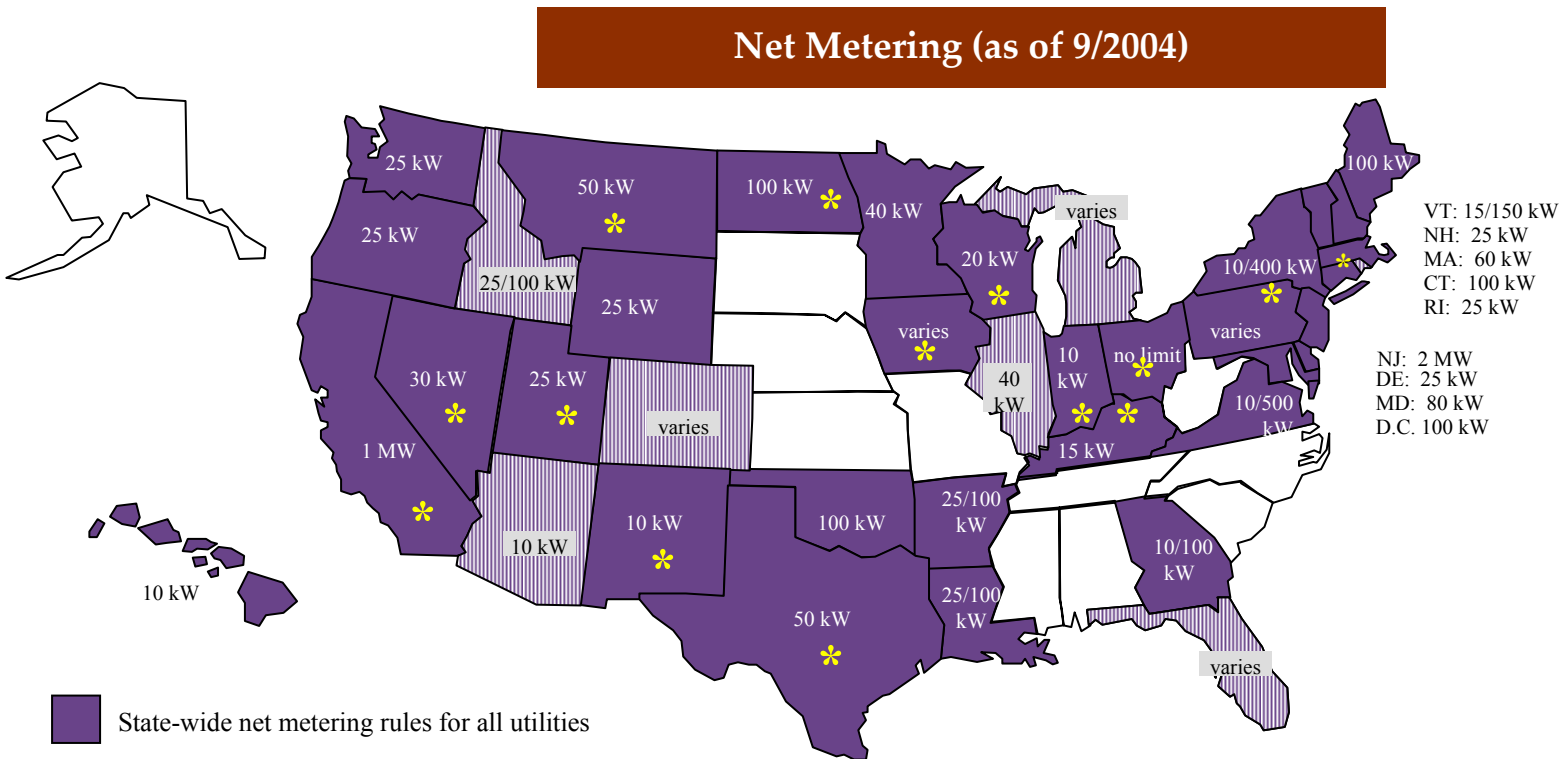 Net Metering (as of 9/2004)
100 kW
25 kW
50 kW
100 kW
40 kW
varies
VT: 15/150 kW
NH: 25 kW
MA: 60 kW
CT: 100 kW
RI: 25 kW
25 kW
25/100 kW
25 kW
20 kW
10/400 kW
varies
varies
no limit
10
kW
NJ: 2 MW
DE: 25 kW
MD: 80 kW
D.C. 100 kW
30 kW
25 kW
varies
40
kW
10/500
kW
1 MW
15 kW
10 kW
10 kW
100 kW
25/100
kW
10/100
kW
10 kW
50 kW
25/100
kW
varies
State-wide net metering rules for all utilities